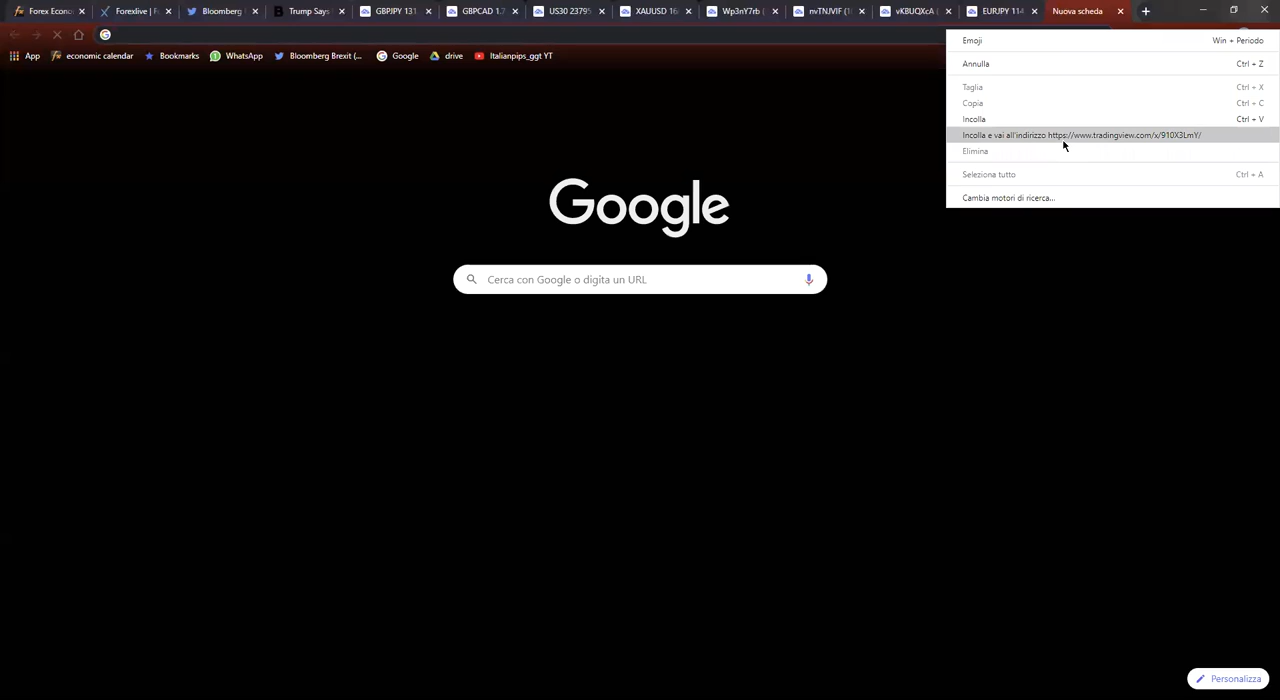 Forex Econo
Forexlive | F
Bloomberg
Trump Says
GBPJPY 131.
GBPCAD 1.7
US30 23795
XAUUSD 16
Wp3nY7rb (
nvTNJVIF (1
vKBUQXcA (
EURJPY 114
Nuova scheda
App
economic calendar
Bookmarks
WhatsApp
Bloomberg Brexit (...
Google
drive
Italianpips_ggt YT
Emoji Win + Periodo
Annulla Ctrl + Z
Taglia Ctrl + X
Copia Ctrl + C
Incolla Ctrl + V
Incolla e vai all'indirizzo https://www.tradingview.com/x/910X3LmY/
Elimina
Seleziona tutto Ctrl + A
Cambia motori di ricerca...
Google
Cerca con Google o digita un URL
Personalizza